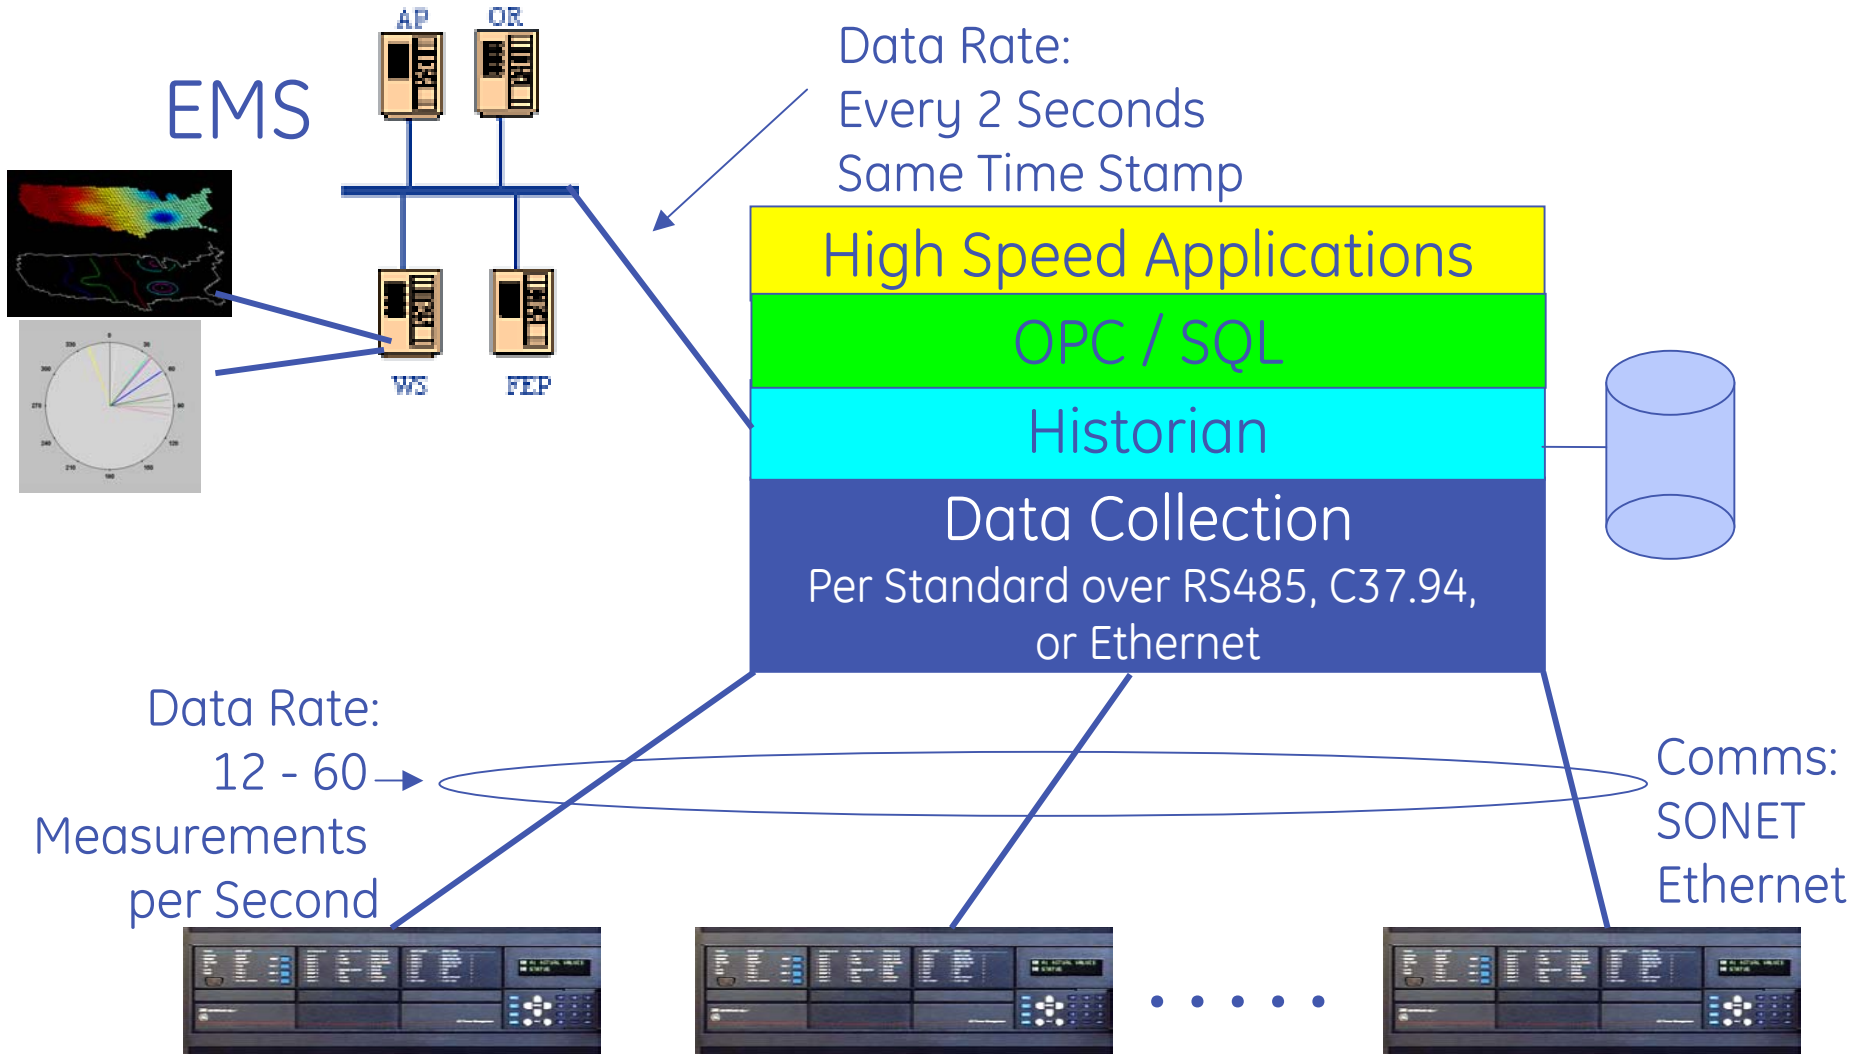 AP
OR
EMS
WS
FEP
Data Rate:
Every 2 Seconds
Same Time Stamp
High Speed Applications
OPC / SQL
Historian
Data Collection
Per Standard over RS485, C37.94,
or Ethernet
Data Rate:
12 - 60
Measurements
per Second
Comms:
SONET
Ethernet